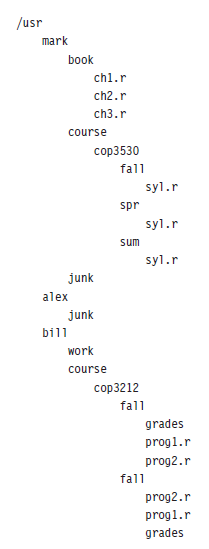 /usr
mark
book
ch1.r
ch2.r
ch3.r
course
cop3530
fall
syl.r
spr
syl.r
sum
syl.r
junk
alex
junk
bill
work
course
cop3212
fall
grades
prog1.r
prog2.r
fall
prog2.r
prog1.r
grades